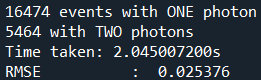 16474 events with ONE photon
5464 with TWO photons
Time taken: 2.045007200s
RMSE       :  0.025376